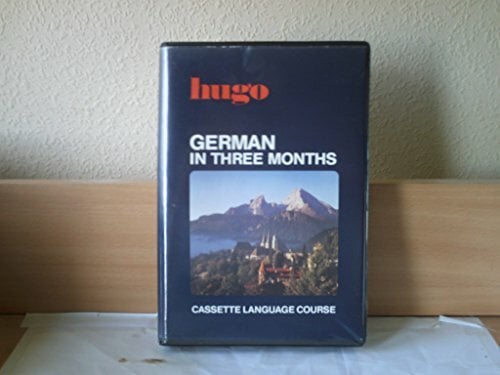 hugo
GERMAN
IN THREE MONTHS
CASSETTE LANGUAGE COURSE